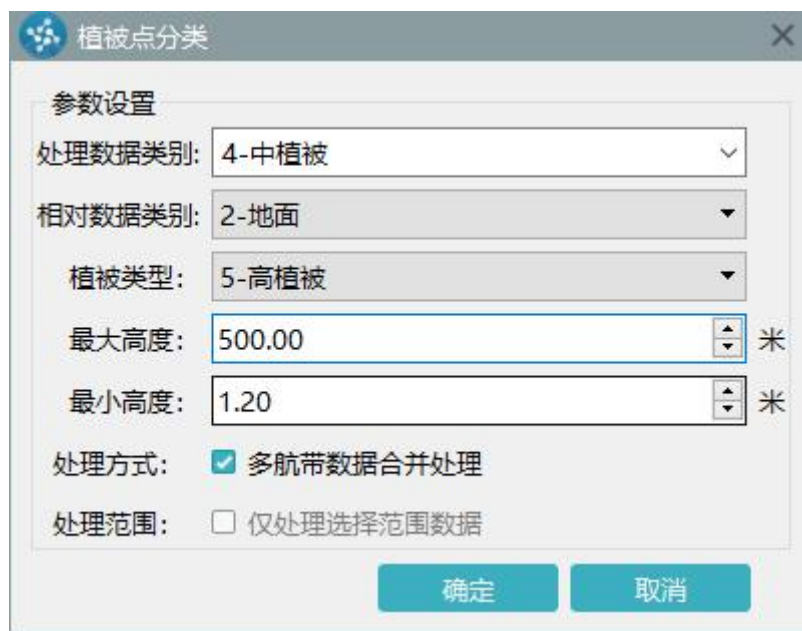 植被点分类
参数设置
处理数据类别: 4-中植被
相对数据类别: 2-地面
植被类型: 5-高植被
最大高度: 500.00 米
最小高度: 1.20 米
处理方式: 多航带数据合并处理
处理范围: 仅处理选择范围数据
确定 取消